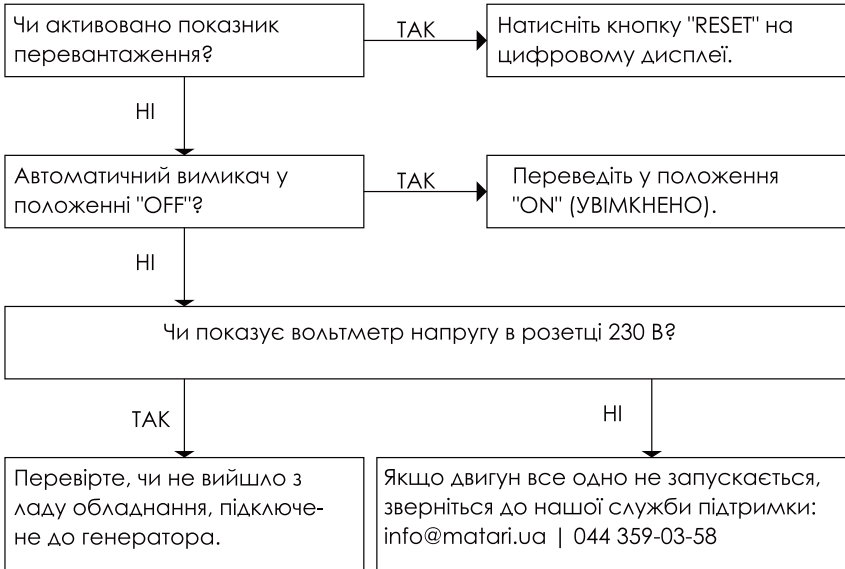 Чи активовано показник
перевантаження?
ТАК
Натисніть кнопку "RESET" на
цифровому дисплеї.
НІ
Автоматичний вимикач у
положенні "OFF"?
ТАК
Переведіть у положення
"ON" (УВІМКНЕНО).
НІ
Чи показує вольтметр напругу в розетці 230 В?
ТАК
НІ
Перевірте, чи не вийшло з
ладу обладнання, підключе-
не до генератора.
Якщо двигун все одно не запускається,
зверніться до нашої служби підтримки:
info@matari.ua | 044 359-03-58